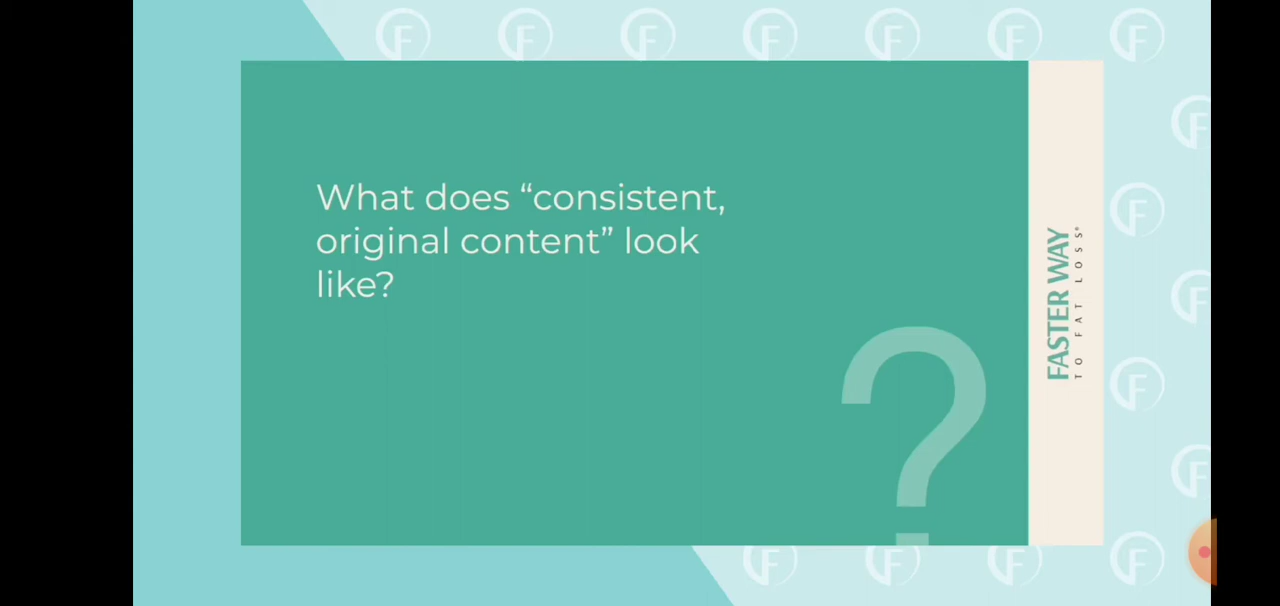 What does “consistent,
original content” look
like?
?
FASTER WAY
TO FAT LOSS®